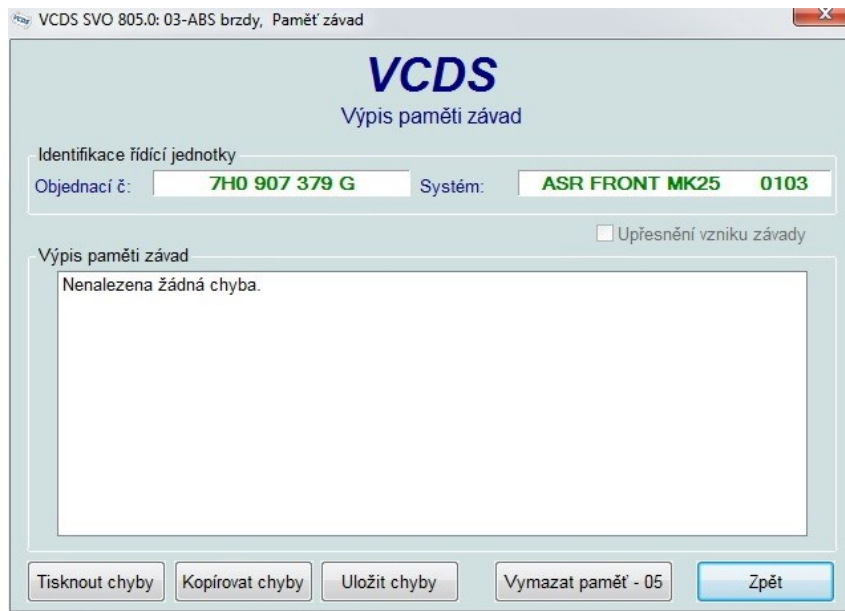 VCDS SVO 805.0: 03-ABS brzdy, Paměť závad
VCDS
Výpis paměti závad
Identifikace řídící jednotky
Objednací č: 7H0 907 379 G Systém: ASR FRONT MK25 0103
Upřesnění vzniku závady
Výpis paměti závad
Nenalezena žádná chyba.
Tisknout chyby Kopírovat chyby Uložit chyby Vymazat paměť - 05 Zpět